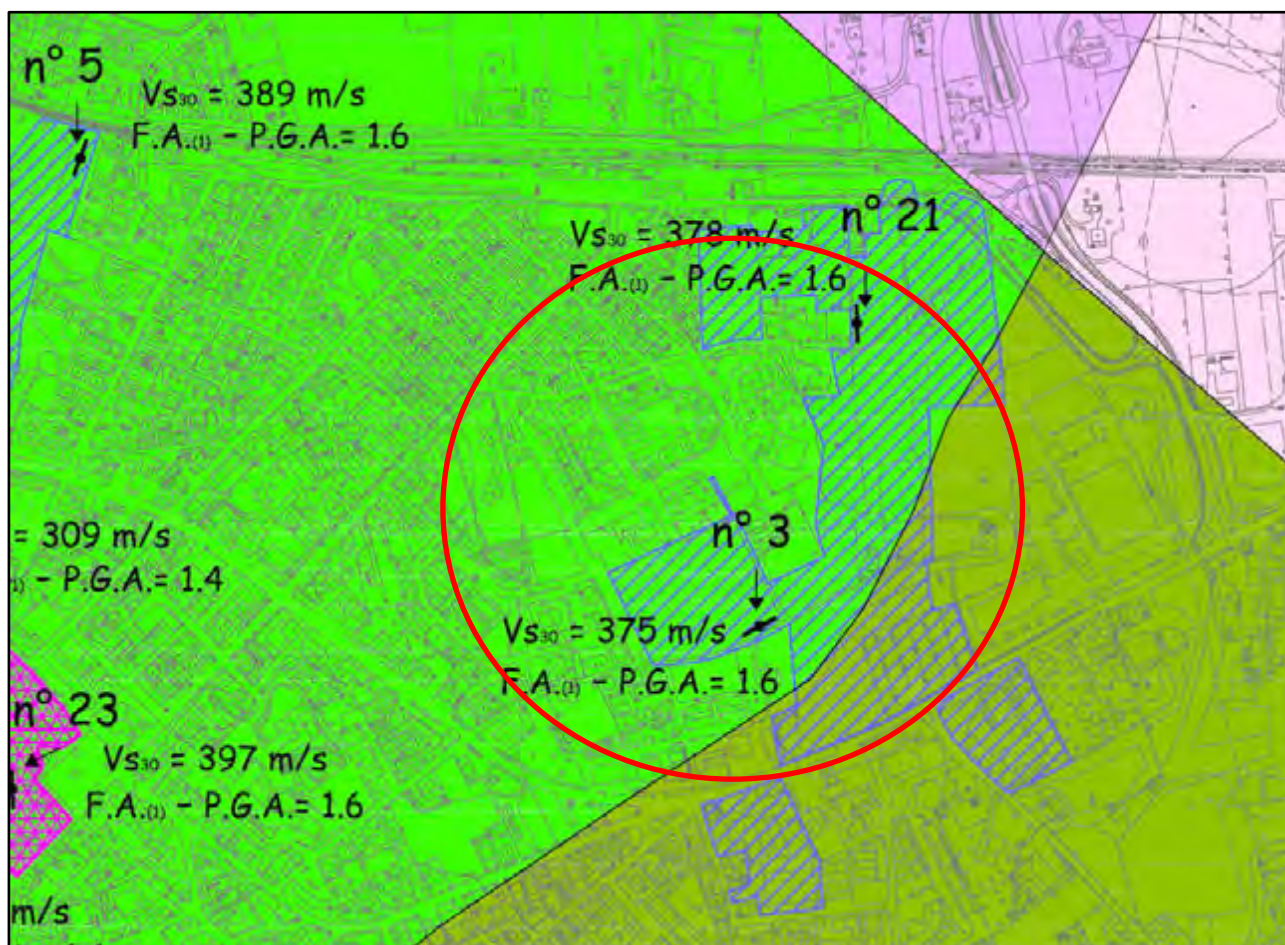 n° 5
Vs30 = 389 m/s
F.A.(1) - P.G.A.= 1.6
n° 21
Vs30 = 378 m/s
F.A.(1) - P.G.A.= 1.6
= 309 m/s
(1) - P.G.A.= 1.4
n° 3
Vs30 = 375 m/s
F.A.(1) - P.G.A.= 1.6
n° 23
Vs30 = 397 m/s
F.A.(1) - P.G.A.= 1.6
m/s